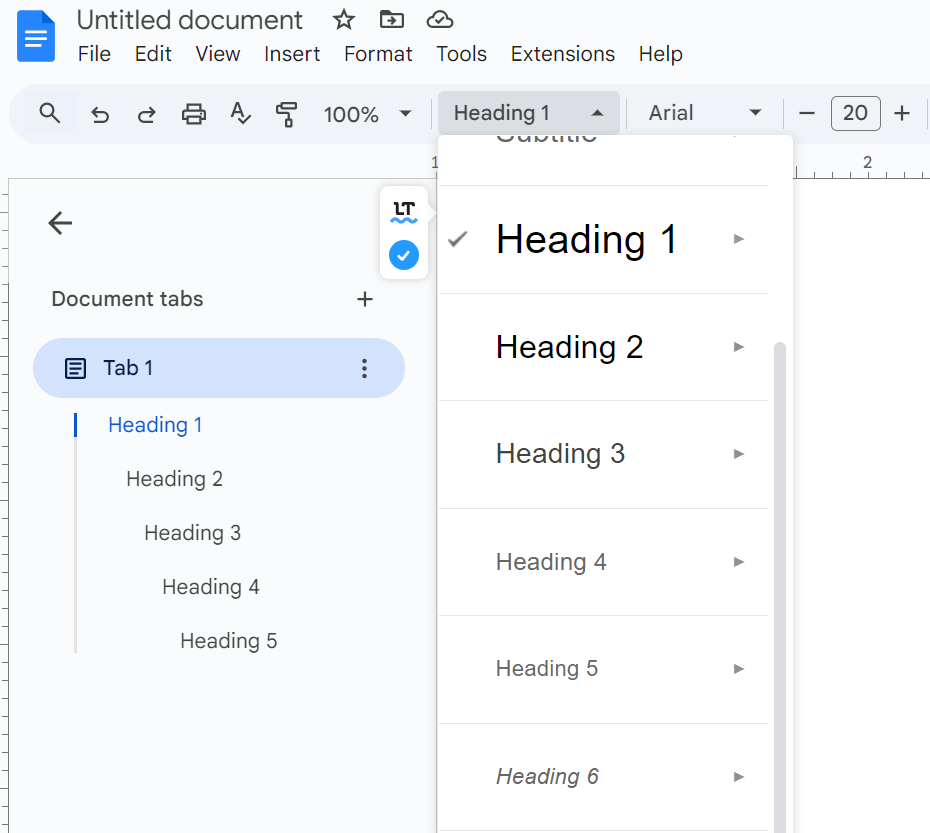 Untitled document
File Edit View Insert Format Tools Extensions Help
100% Heading 1 Arial 20
Subtitle
1 2
LT
Heading 1
Document tabs
Heading 2
Tab 1
Heading 1
Heading 3
Heading 2
Heading 3
Heading 4
Heading 4
Heading 5
Heading 5
Heading 6